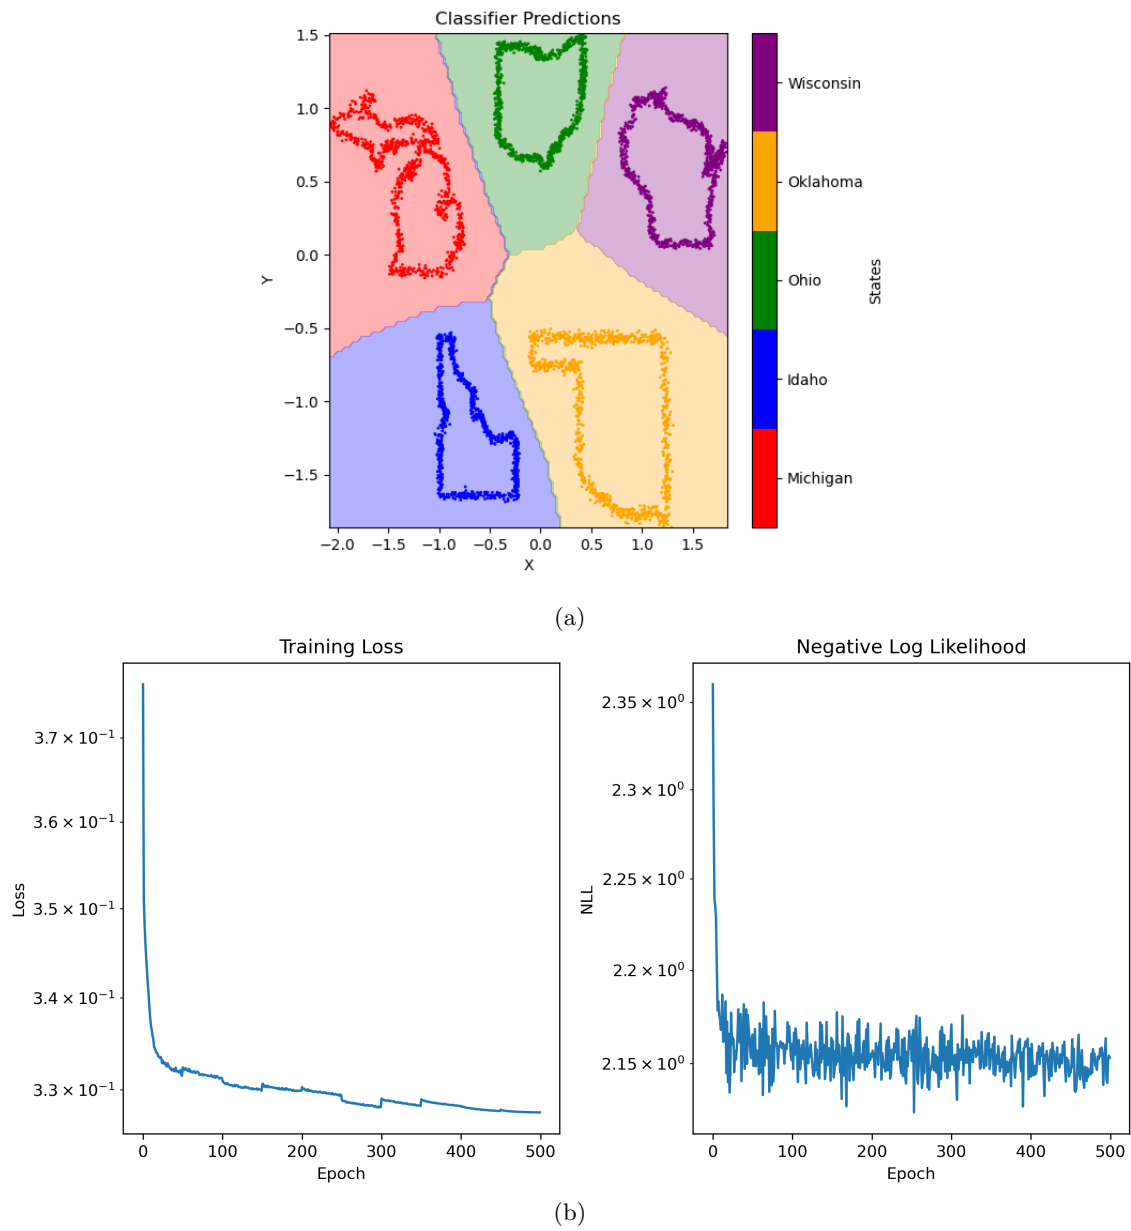 Classifier Predictions
1.5
1.0
0.5
0.0
−0.5
−1.0
−1.5
Y
−2.0 −1.5 −1.0 −0.5 0.0 0.5 1.0 1.5
X
Wisconsin
Oklahoma
Ohio
Idaho
Michigan
States
(a)
Training Loss
3.7 × 10⁻¹
3.6 × 10⁻¹
3.5 × 10⁻¹
3.4 × 10⁻¹
3.3 × 10⁻¹
Loss
0 100 200 300 400 500
Epoch
Negative Log Likelihood
2.35 × 10⁰
2.3 × 10⁰
2.25 × 10⁰
2.2 × 10⁰
2.15 × 10⁰
NLL
0 100 200 300 400 500
Epoch
(b)